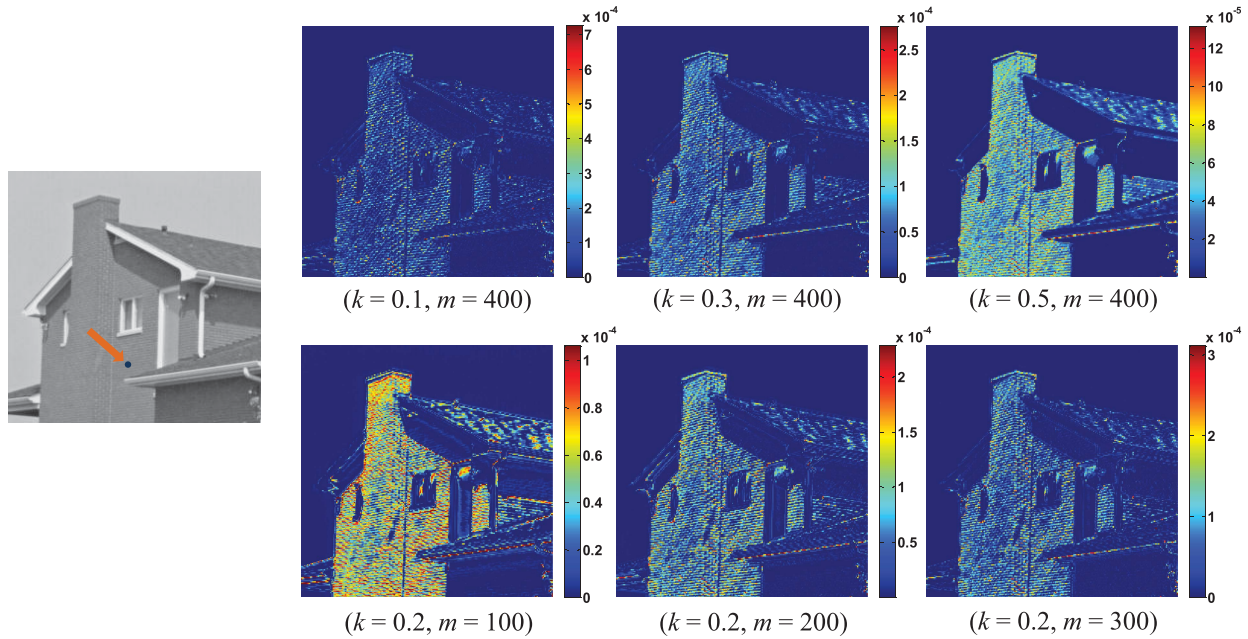 x 10⁻⁴
7
6
5
4
3
2
1
0
(k = 0.1, m = 400)
x 10⁻⁴
2.5
2
1.5
1
0.5
0
(k = 0.3, m = 400)
x 10⁻⁵
12
10
8
6
4
2
(k = 0.5, m = 400)
x 10⁻⁴
1
0.8
0.6
0.4
0.2
0
(k = 0.2, m = 100)
x 10⁻⁴
2
1.5
1
0.5
(k = 0.2, m = 200)
x 10⁻⁴
3
2
1
0
(k = 0.2, m = 300)